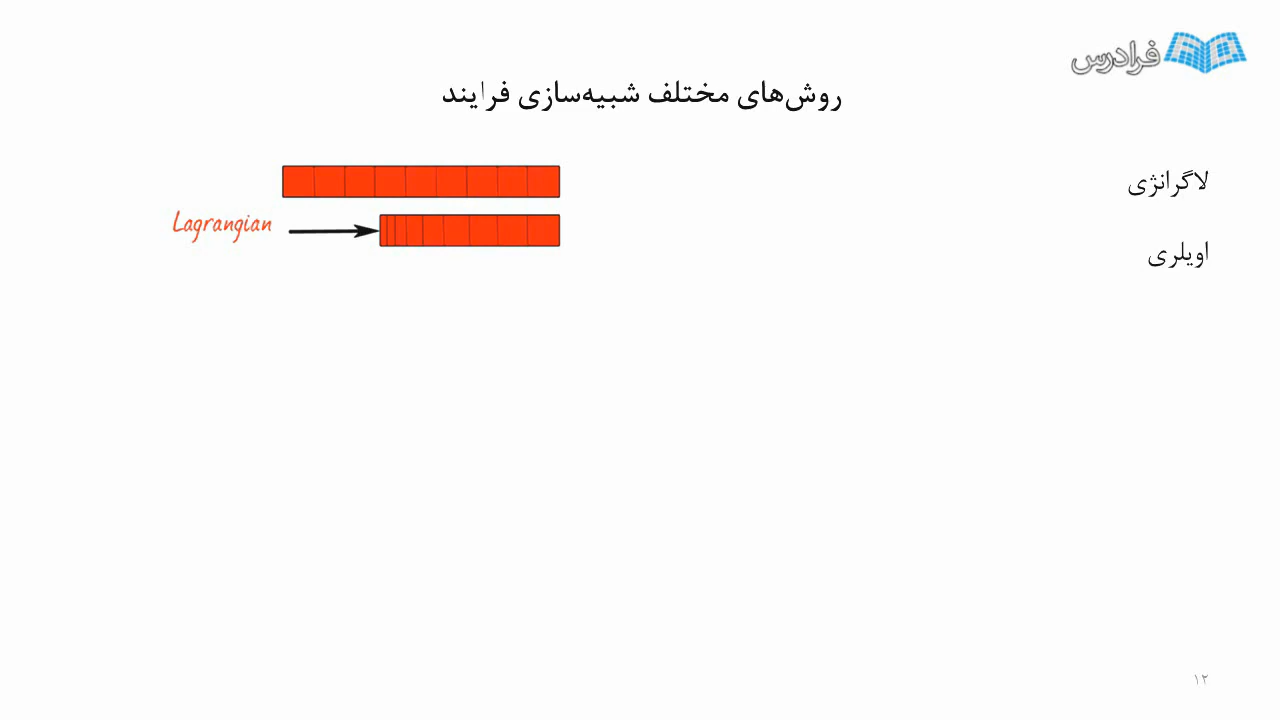 فرادرس
روش‌های مختلف شبیه‌سازی فرایند
لاگرانژی
Lagrangian
اویلری
۱۲